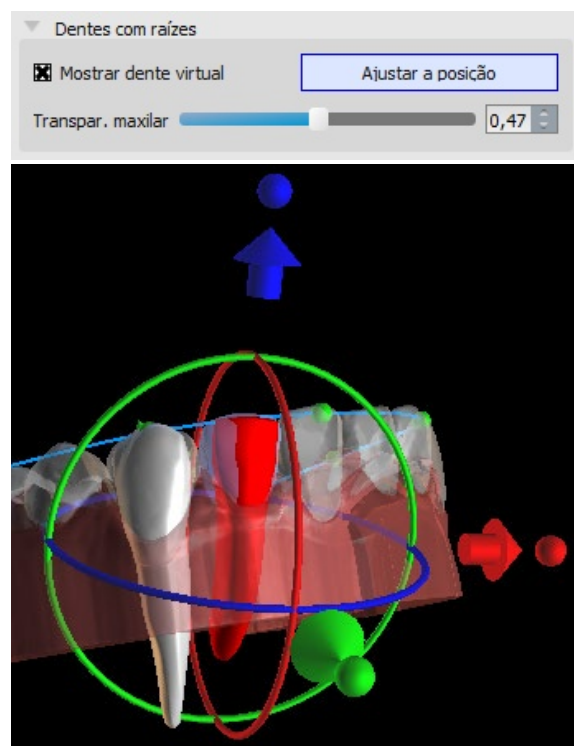 Dentes com raízes
Mostrar dente virtual
Ajustar a posição
Transpar. maxilar
0,47